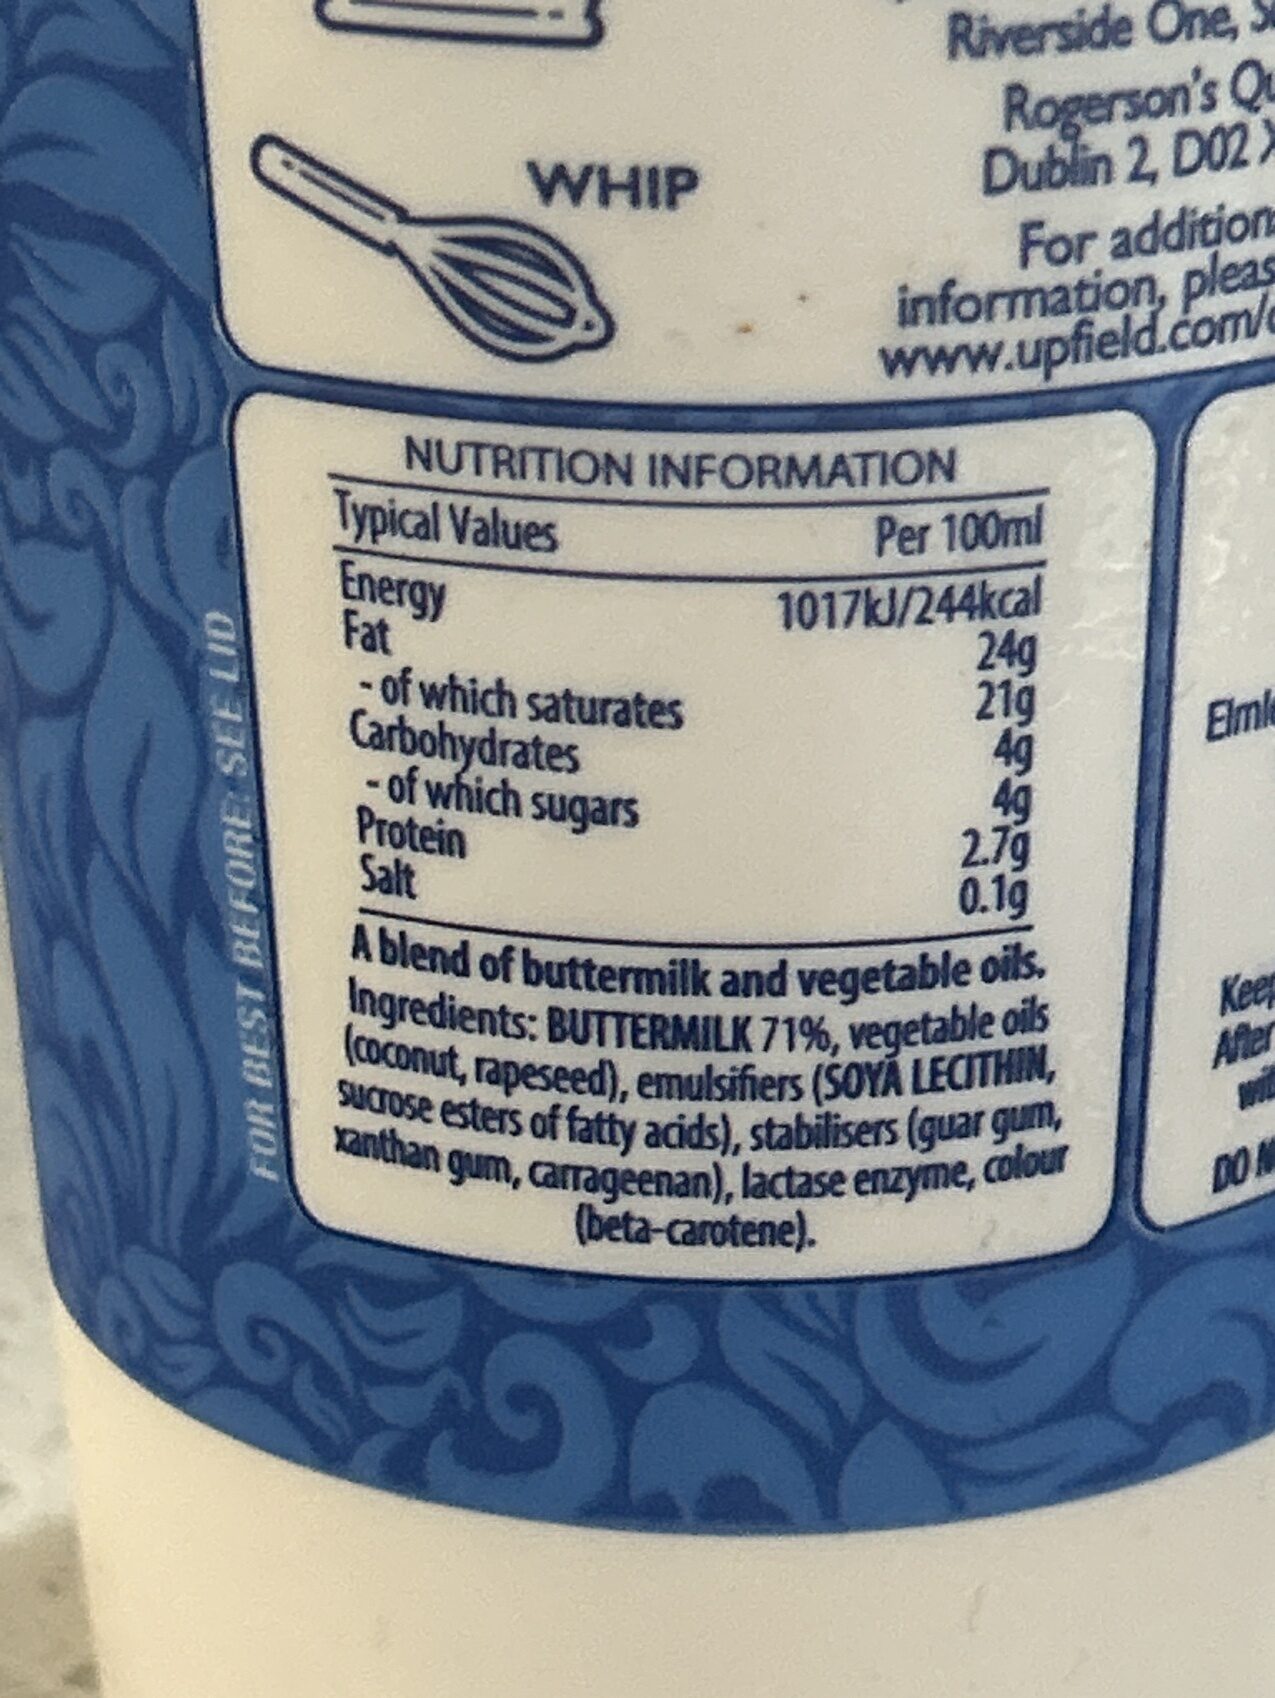 Riverside One,
Rogerson's
Dublin 2, D02
For
information,
www.upfield.com/
WHIP
NUTRITION INFORMATION
Typical Values Per 100ml
Energy 1017kJ/244kcal
Fat 24g
- of which saturates 21g
Carbohydrates 4g
- of which sugars 4g
Protein 2.7g
Salt 0.1g
A blend of buttermilk and vegetable oils.
Ingredients: BUTTERMILK 71%, vegetable oils
(coconut, rapeseed), emulsifiers (SOYA LECITHIN,
sucrose esters of fatty acids), stabilisers (guar gum,
xanthan gum, carrageenan), lactase enzyme, colour
(beta-carotene).
FOR BEST BEFORE: SEE LID
After
DO